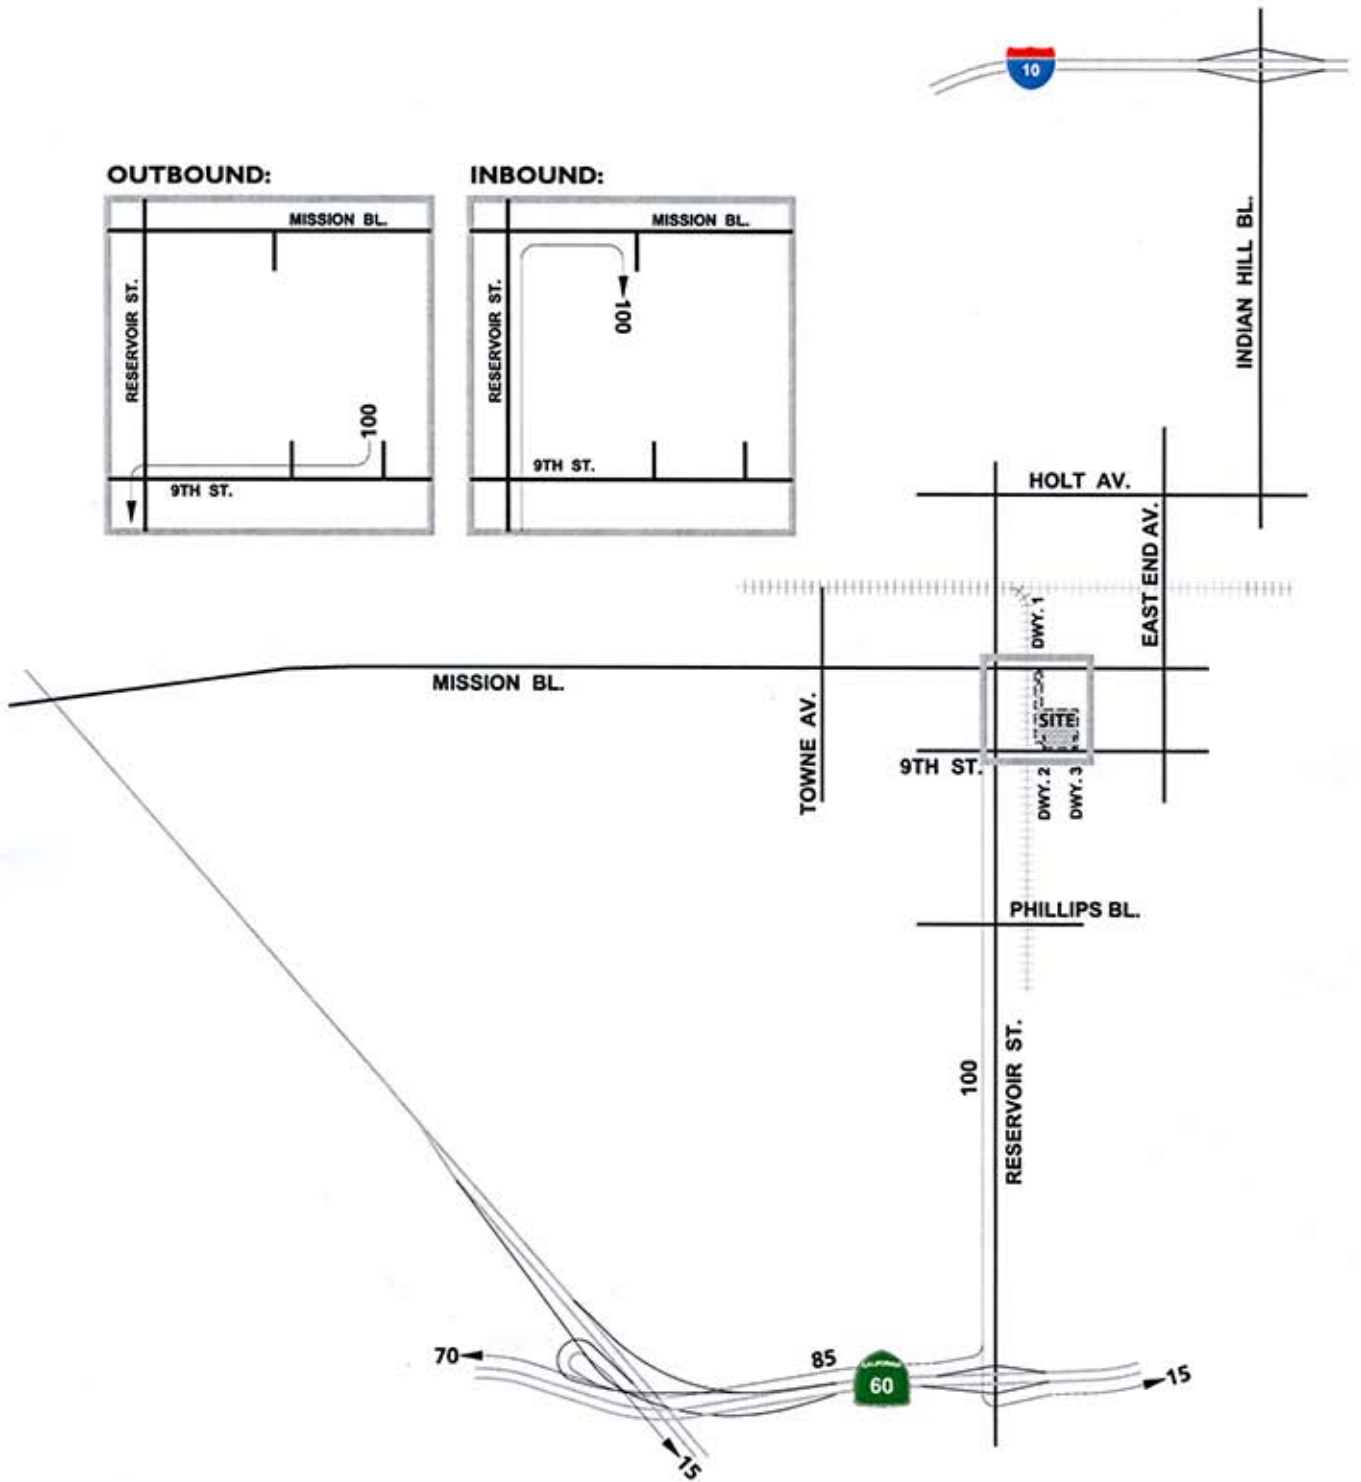 10
OUTBOUND:
INBOUND:
MISSION BL.
MISSION BL.
INDIAN HILL BL.
RESERVOIR ST.
RESERVOIR ST.
100
100
9TH ST.
9TH ST.
HOLT AV.
EAST END AV.
DWY. 1
MISSION BL.
TOWNE AV.
SITE
9TH ST.
DWY. 2
DWY. 3
PHILLIPS BL.
100
RESERVOIR ST.
70
85
CALIFORNIA
60
15
15